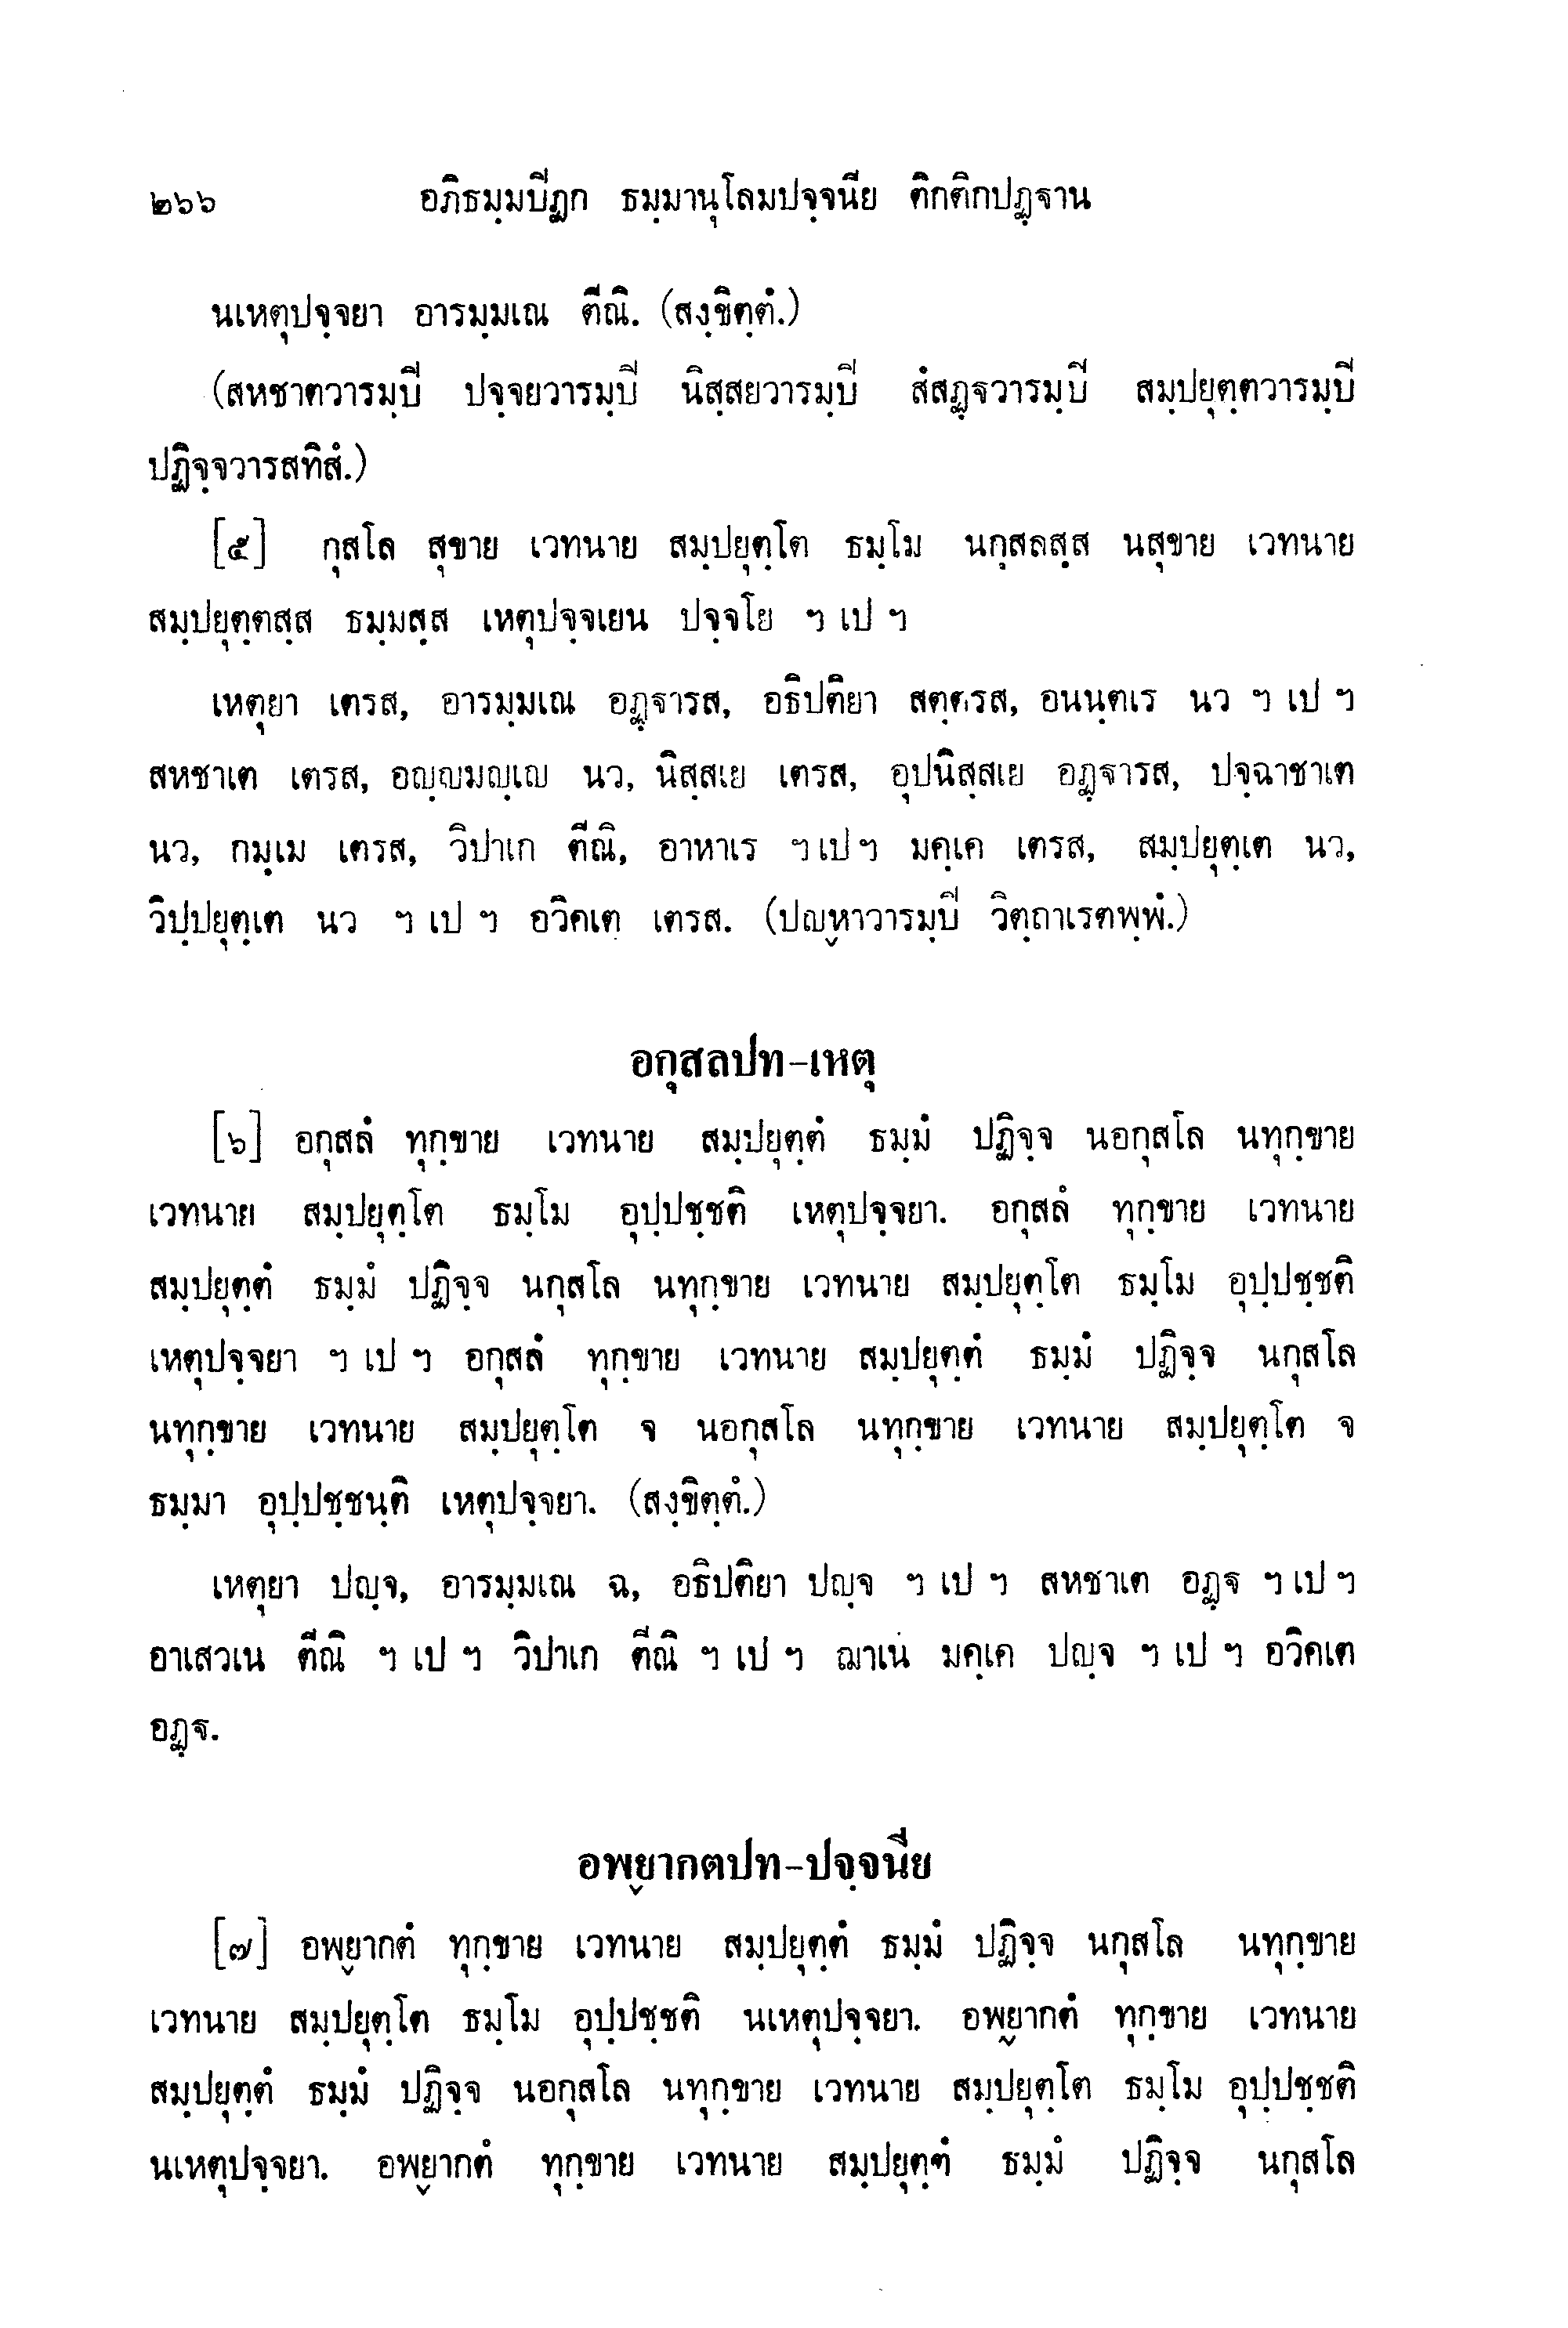 ๒๖๖ อภิธมฺมปิฏก ธมฺมานุโลมปจฺจนีย ติกติกปฏฺฐาน
นเหตุปจฺจยา อารมฺมเณ ตีณิ. (สงฺขิตฺตํ.)
(สหชาตวารมฺปิ ปจฺจยวารมฺปิ นิสฺสยวารมฺปิ สํสฏฺฐวารมฺปิ สมฺปยุตฺตวารมฺปิ
ปฏิจฺจวารสทิสํ.)
[๕] กุสโล สุขาย เวทนาย สมฺปยุตฺโต ธมฺโม นกุสลสฺส นสุขาย เวทนาย
สมฺปยุตฺตสฺส ธมฺมสฺส เหตุปจฺจเยน ปจฺจโย ฯ เป ฯ
เหตุยา เตรส, อารมฺมเณ อฏฺฐารส, อธิปติยา สตฺตรส, อนนฺตเร นว ฯ เป ฯ
สหชาเต เตรส, อญฺญมญฺเญ นว, นิสฺสเย เตรส, อุปนิสฺสเย อฏฺฐารส, ปจฺฉาชาเต
นว, กมฺเม เตรส, วิปาเก ตีณิ, อาหาเร ฯ เป ฯ มคฺเค เตรส, สมฺปยุตฺเต นว,
วิปฺปยุตฺเต นว ฯ เป ฯ อวิคเต เตรส. (ปญฺหาวารมฺปิ วิตฺถาเรตพฺพํ.)
อกุสลปท-เหตุ
[๖] อกุสลํ ทุกฺขาย เวทนาย สมฺปยุตฺตํ ธมฺมํ ปฏิจฺจ นอกุสโล นทุกฺขาย
เวทนาย สมฺปยุตฺโต ธมฺโม อุปฺปชฺชติ เหตุปจฺจยา. อกุสลํ ทุกฺขาย เวทนาย
สมฺปยุตฺตํ ธมฺมํ ปฏิจฺจ นกุสโล นทุกฺขาย เวทนาย สมฺปยุตฺโต ธมฺโม อุปฺปชฺชติ
เหตุปจฺจยา ฯ เป ฯ อกุสลํ ทุกฺขาย เวทนาย สมฺปยุตฺตํ ธมฺมํ ปฏิจฺจ นกุสโล
นทุกฺขาย เวทนาย สมฺปยุตฺโต จ นอกุสโล นทุกฺขาย เวทนาย สมฺปยุตฺโต จ
ธมฺมา อุปฺปชฺชนฺติ เหตุปจฺจยา. (สงฺขิตฺตํ.)
เหตุยา ปญฺจ, อารมฺมเณ ฉ, อธิปติยา ปญฺจ ฯ เป ฯ สหชาเต อฏฺฐ ฯ เป ฯ
อาเสวเน ตีณิ ฯ เป ฯ วิปาเก ตีณิ ฯ เป ฯ ฌาเน มคฺเค ปญฺจ ฯ เป ฯ อวิคเต
อฏฺฐ.
อพฺยากตปท-ปจฺจนีย
[๗] อพฺยากตํ ทุกฺขาย เวทนาย สมฺปยุตฺตํ ธมฺมํ ปฏิจฺจ นกุสโล นทุกฺขาย
เวทนาย สมฺปยุตฺโต ธมฺโม อุปฺปชฺชติ นเหตุปจฺจยา. อพฺยากตํ ทุกฺขาย เวทนาย
สมฺปยุตฺตํ ธมฺมํ ปฏิจฺจ นอกุสโล นทุกฺขาย เวทนาย สมฺปยุตฺโต ธมฺโม อุปฺปชฺชติ
นเหตุปจฺจยา. อพฺยากตํ ทุกฺขาย เวทนาย สมฺปยุตฺตํ ธมฺมํ ปฏิจฺจ นกุสโล